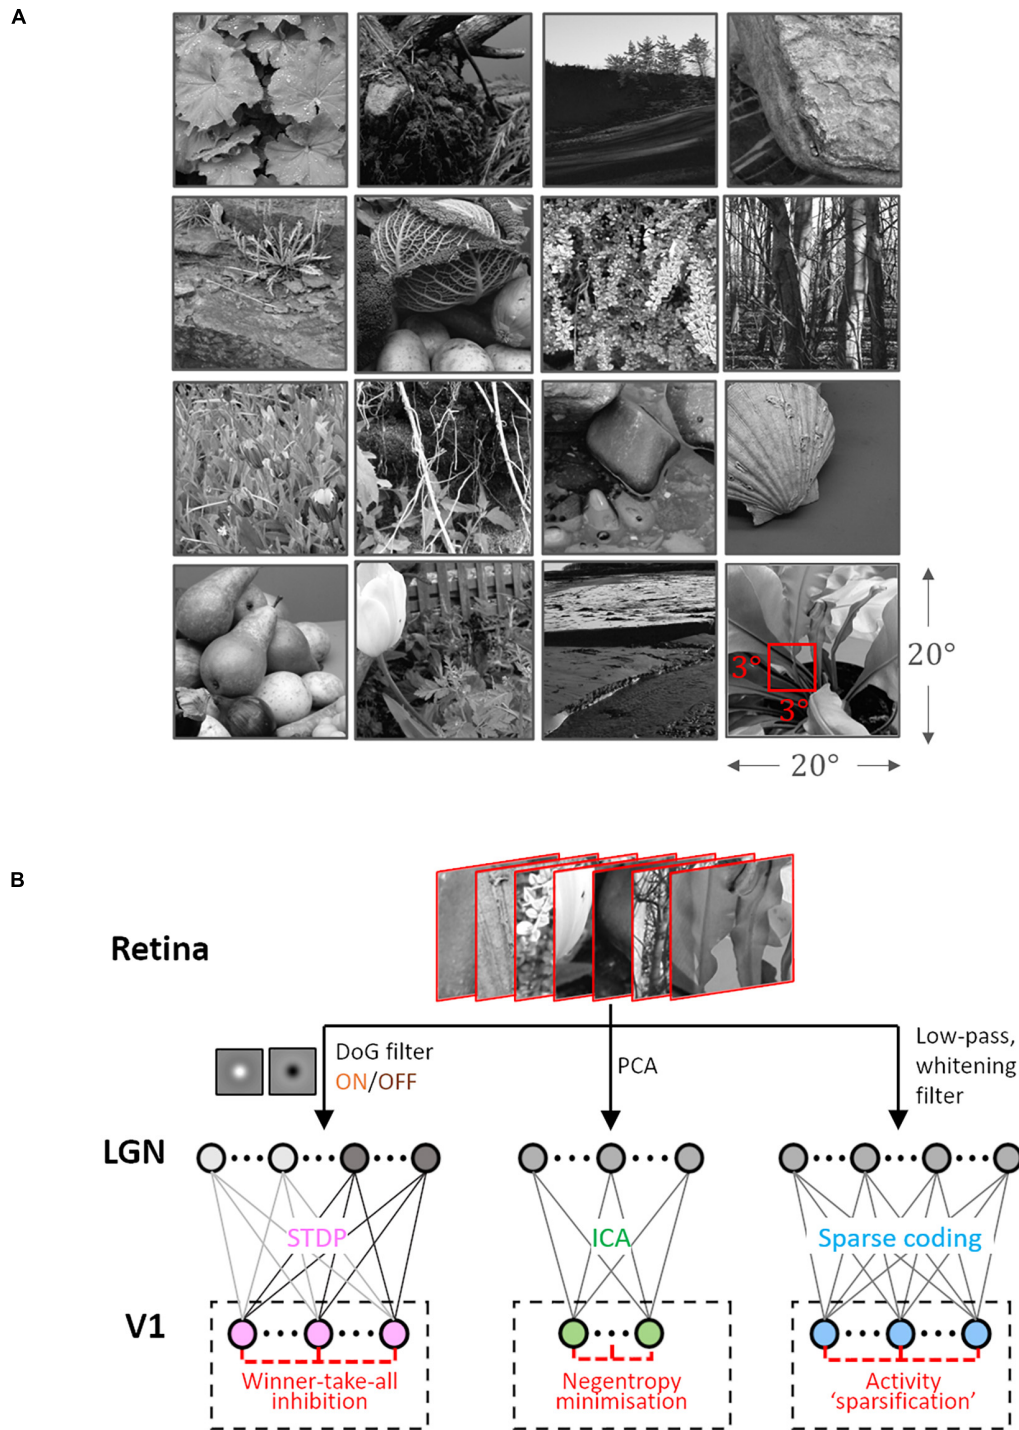 A
3°
3°
20°
20°
B
Retina
DoG filter
ON/OFF
PCA
Low-pass,
whitening
filter
LGN
STDP
ICA
Sparse coding
V1
Winner-take-all
inhibition
Negentropy
minimisation
Activity
‘sparsification’